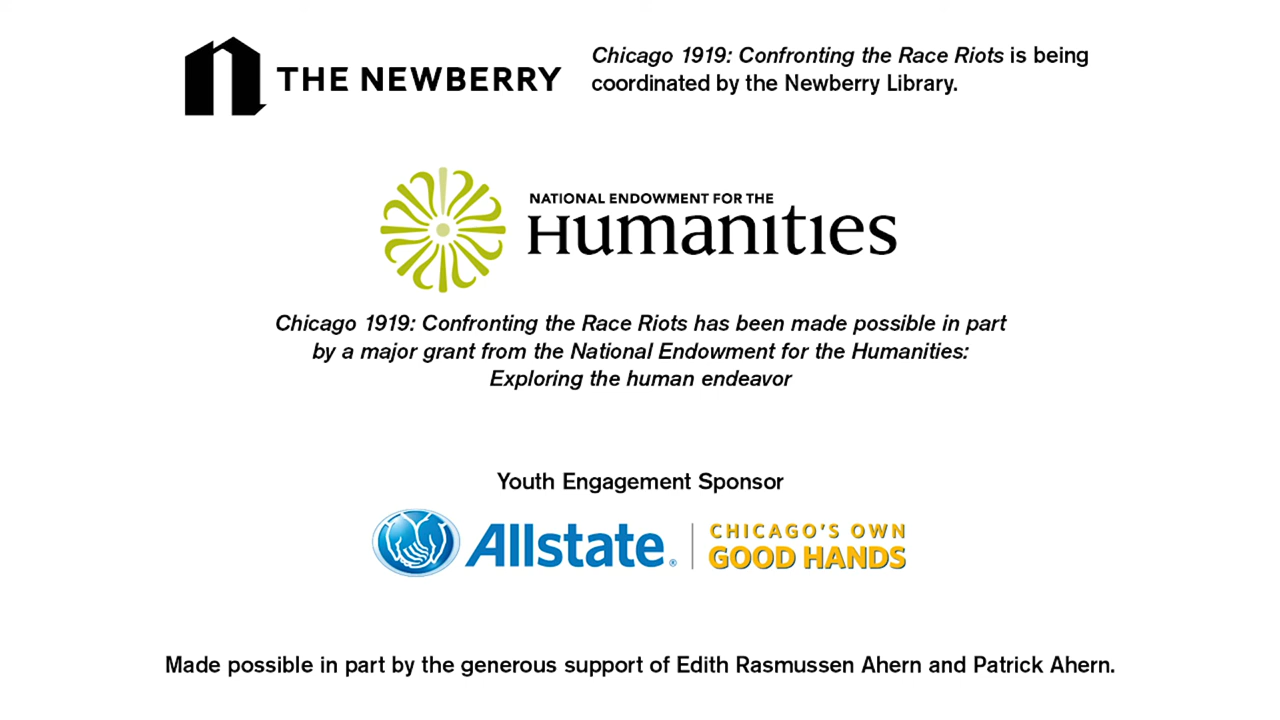 THE NEWBERRY
Chicago 1919: Confronting the Race Riots is being
coordinated by the Newberry Library.
NATIONAL ENDOWMENT FOR THE
Humanities
Chicago 1919: Confronting the Race Riots has been made possible in part
by a major grant from the National Endowment for the Humanities:
Exploring the human endeavor
Youth Engagement Sponsor
Allstate®
CHICAGO'S OWN
GOOD HANDS
Made possible in part by the generous support of Edith Rasmussen Ahern and Patrick Ahern.